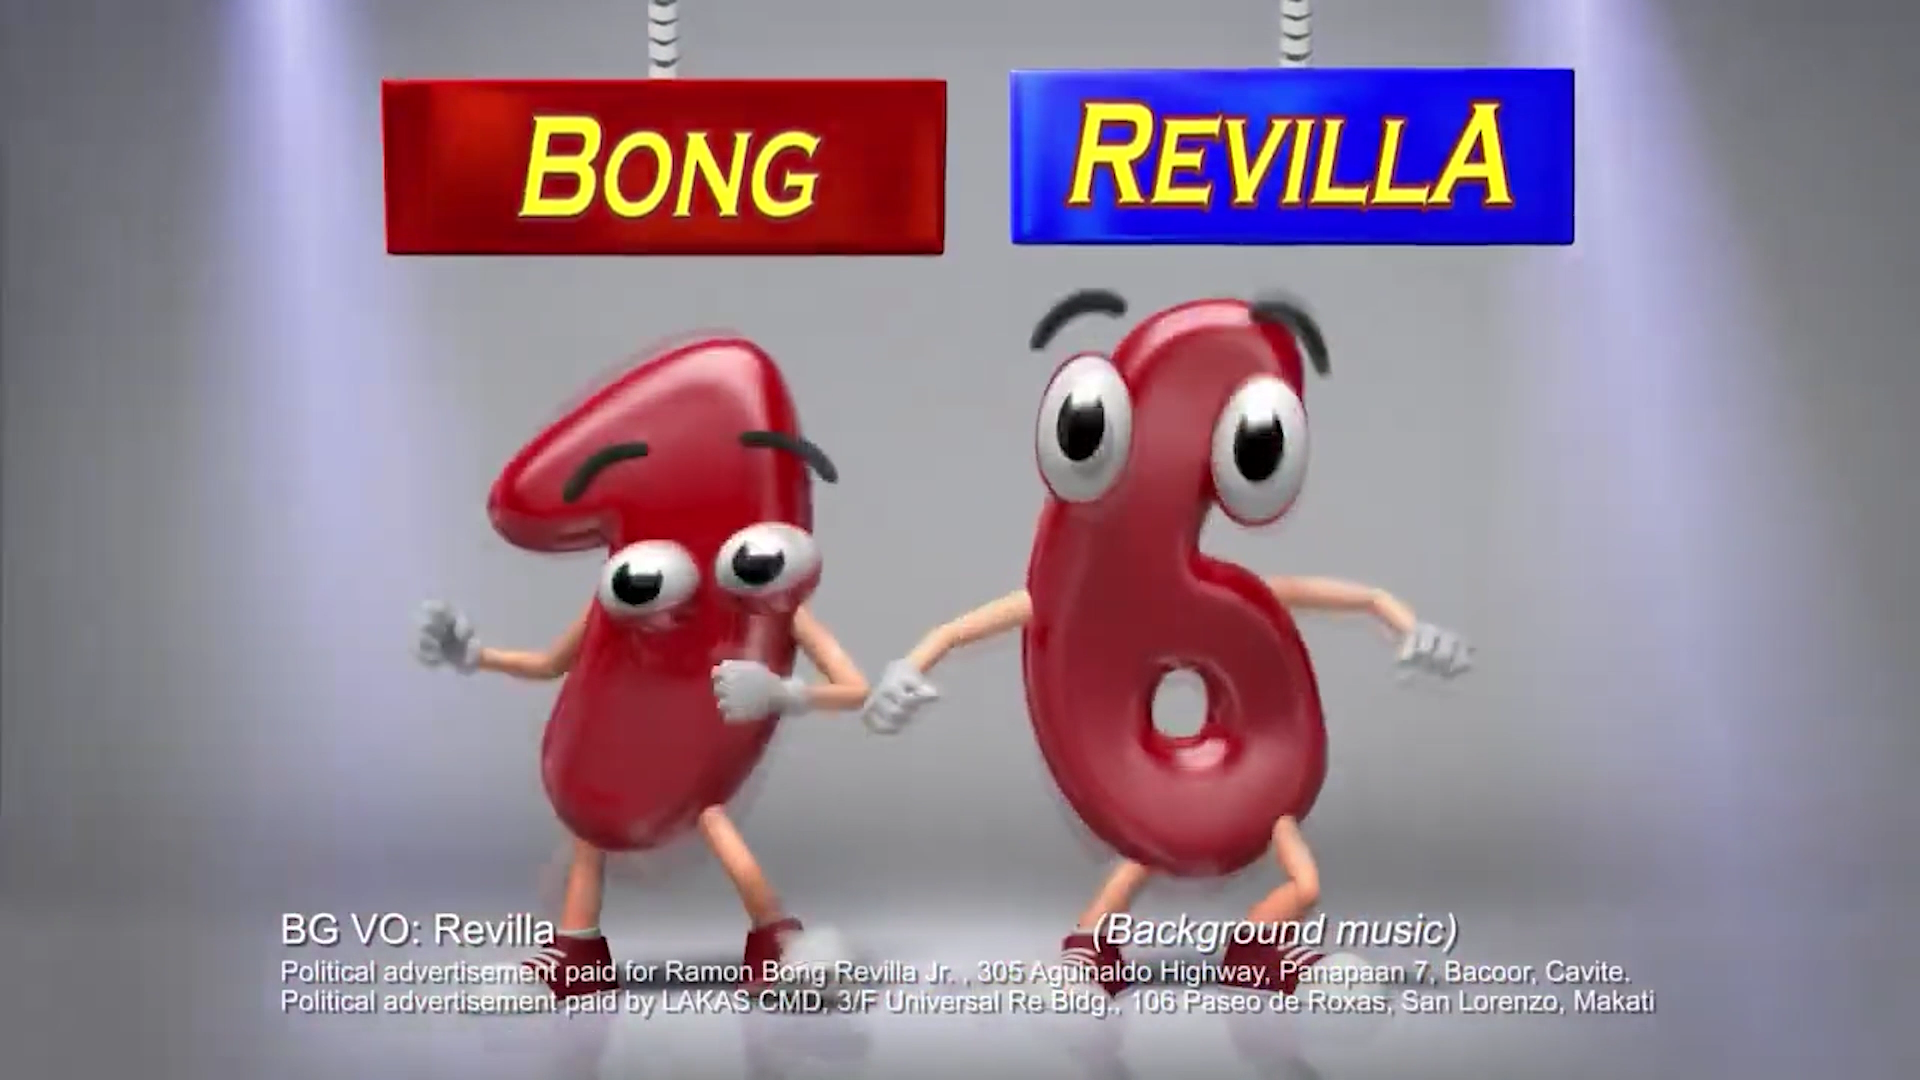 BONG
REVILLA
16
BG VO: Revilla
(Background music)
Political advertisement paid for Ramon Bong Revilla Jr. , 305 Aguinaldo Highway, Panapaan 7, Bacoor, Cavite.
Political advertisement paid by LAKAS CMD, 3/F Universal Re Bldg., 106 Paseo de Roxas, San Lorenzo, Makati